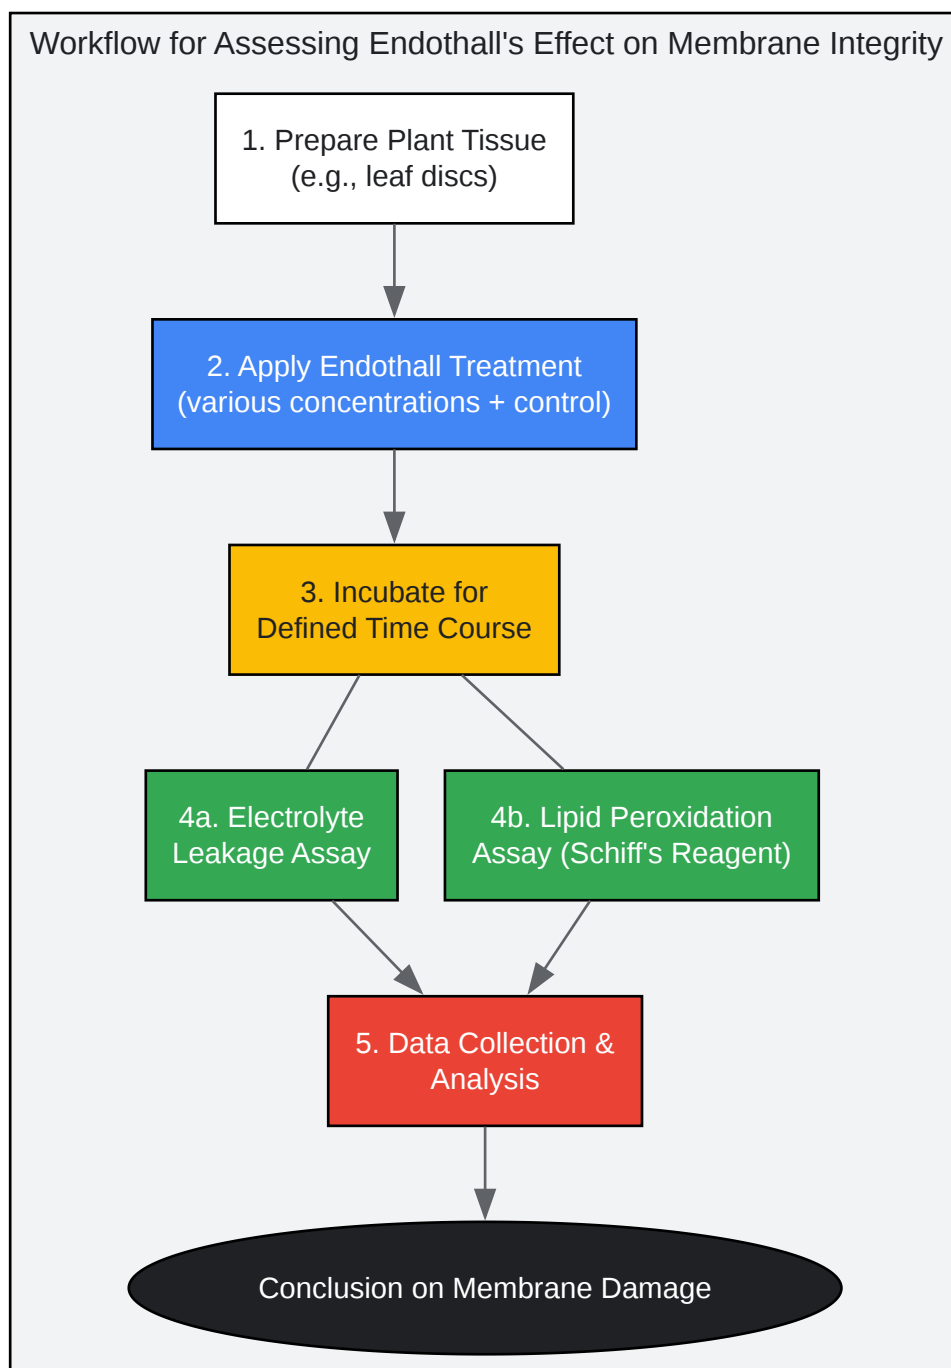 Workflow for Assessing Endothall's Effect on Membrane Integrity
1. Prepare Plant Tissue
(e.g., leaf discs)
2. Apply Endothall Treatment
(various concentrations + control)
3. Incubate for
Defined Time Course
4a. Electrolyte
Leakage Assay
4b. Lipid Peroxidation
Assay (Schiff's Reagent)
5. Data Collection &
Analysis
Conclusion on Membrane Damage